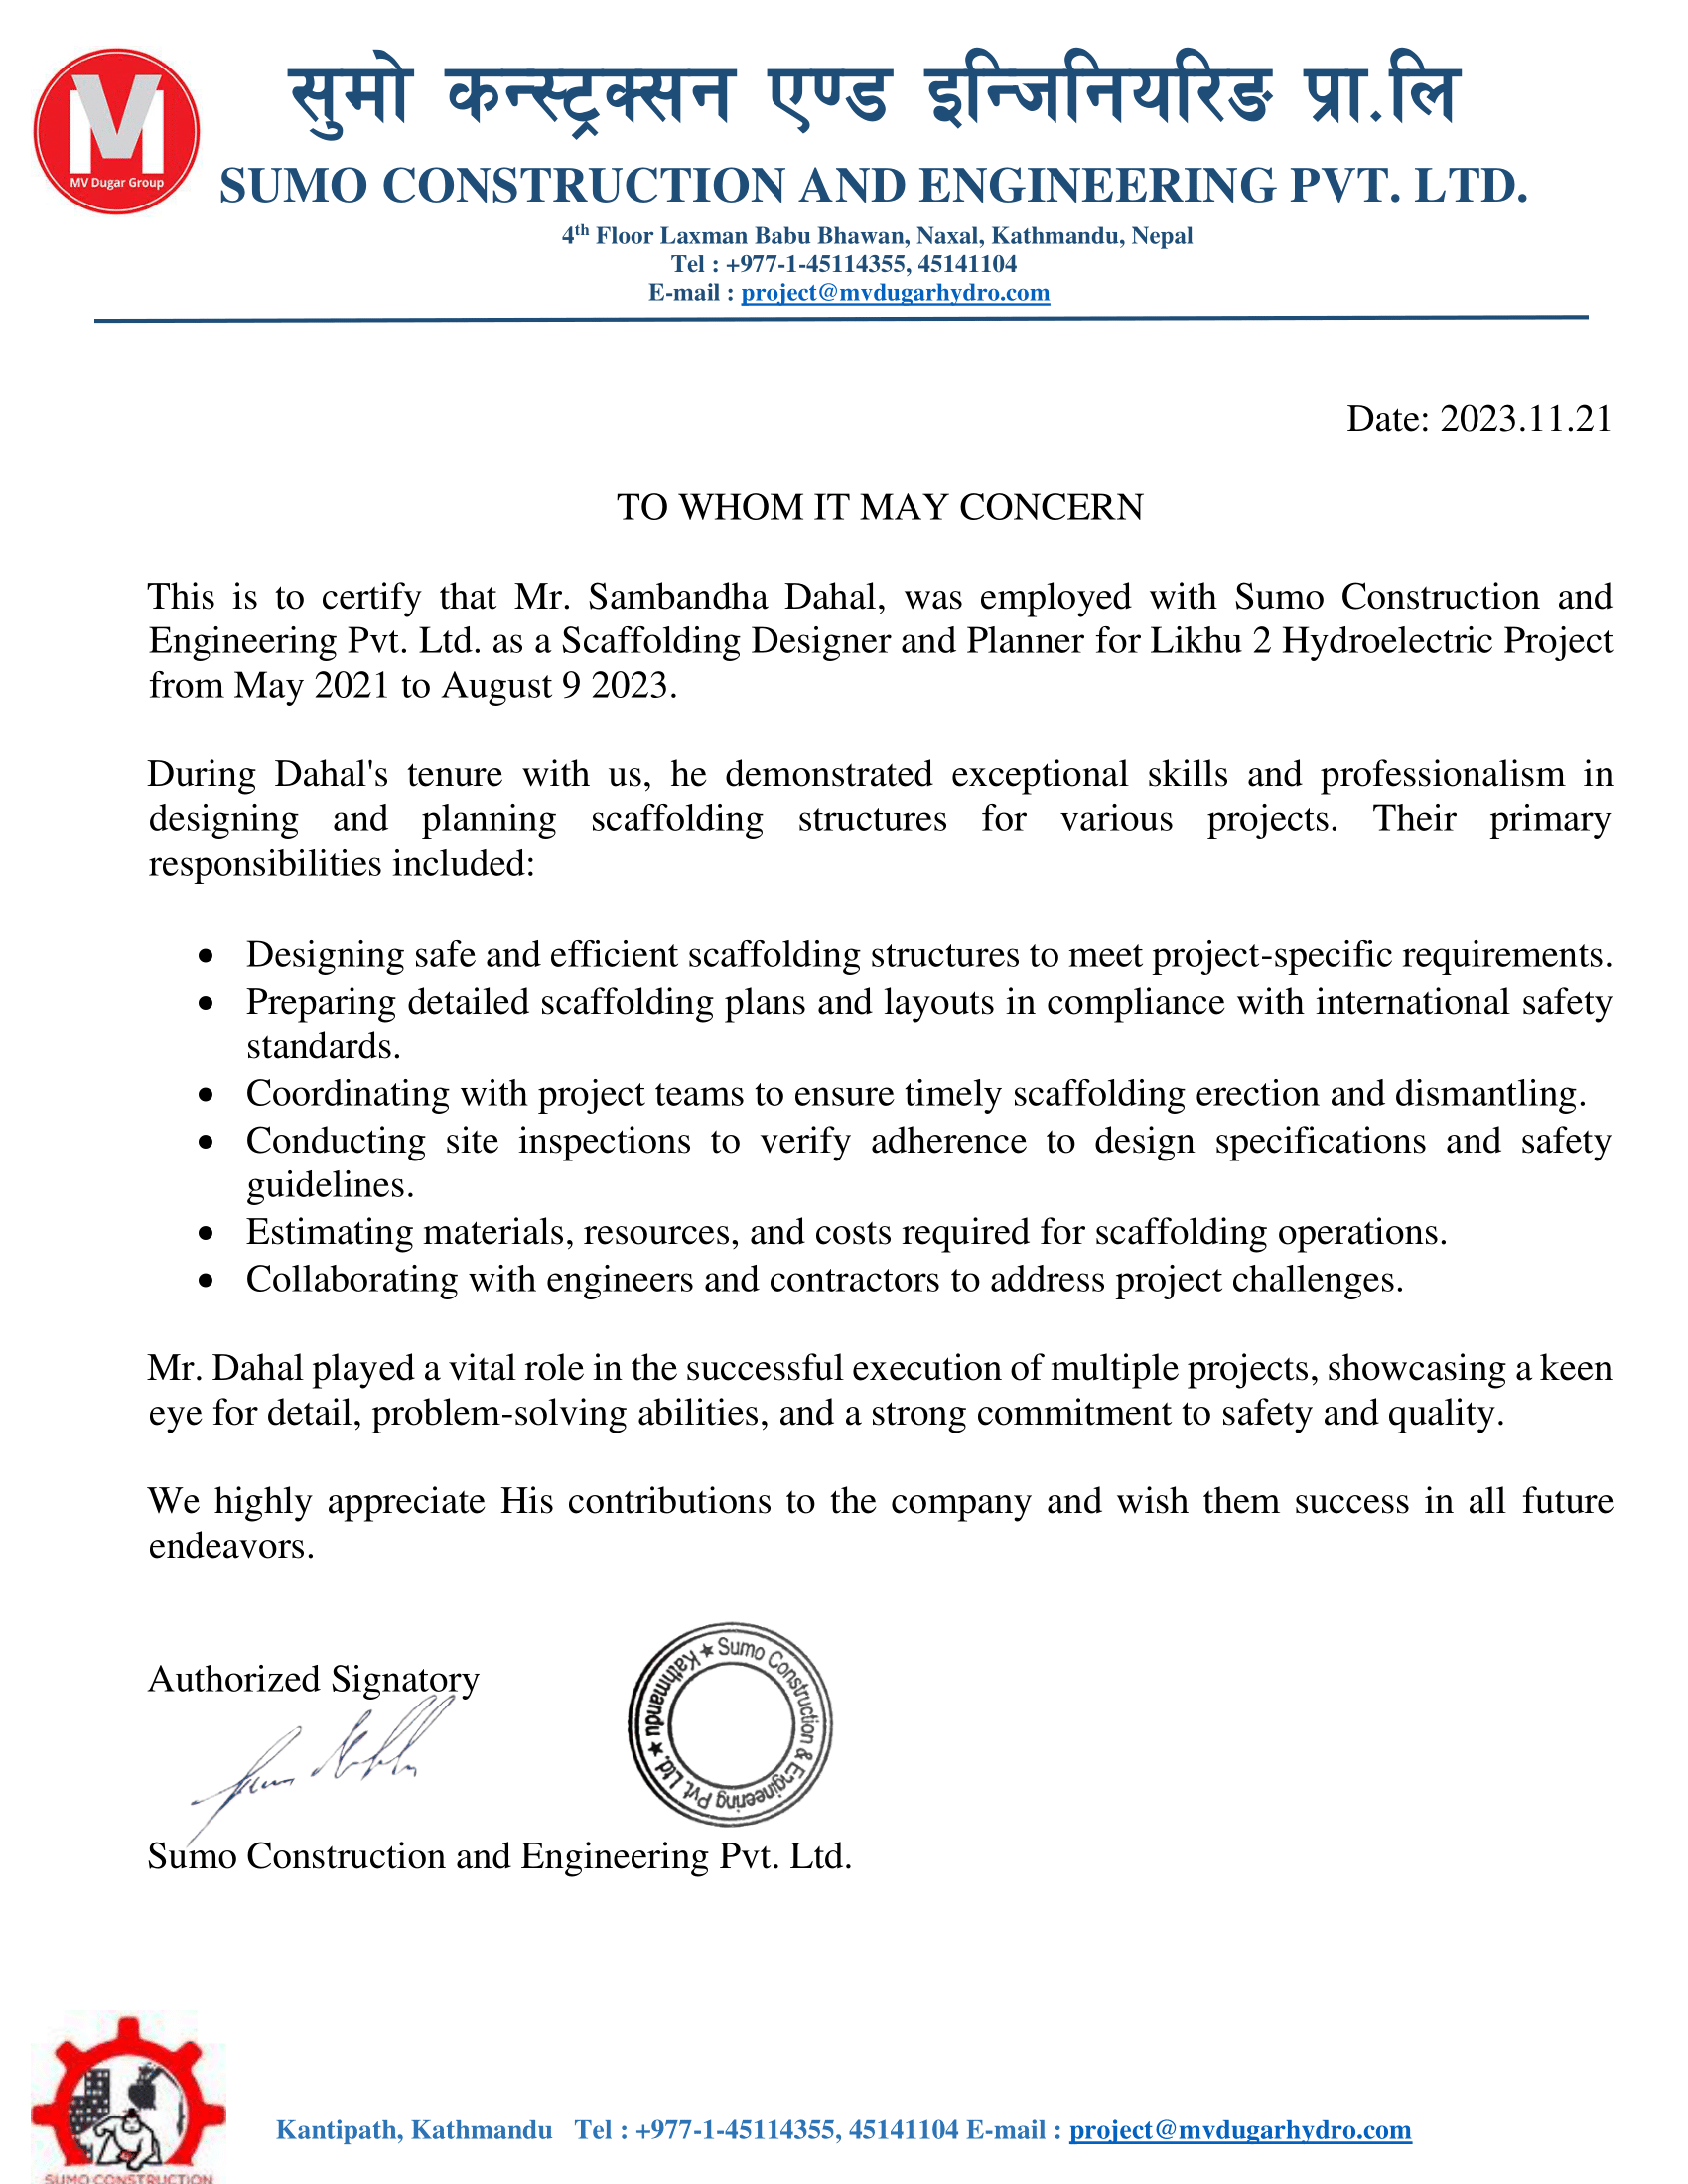 MV Dugar Group
सुमो कन्स्ट्रक्सन एण्ड इन्जिनियरिङ प्रा.लि
SUMO CONSTRUCTION AND ENGINEERING PVT. LTD.
4th Floor Laxman Babu Bhawan, Naxal, Kathmandu, Nepal
Tel : +977-1-45114355, 45141104
E-mail : project@mvdugarhydro.com
Date: 2023.11.21
TO WHOM IT MAY CONCERN
This is to certify that Mr. Sambandha Dahal, was employed with Sumo Construction and
Engineering Pvt. Ltd. as a Scaffolding Designer and Planner for Likhu 2 Hydroelectric Project
from May 2021 to August 9 2023.
During Dahal's tenure with us, he demonstrated exceptional skills and professionalism in
designing and planning scaffolding structures for various projects. Their primary
responsibilities included:
• Designing safe and efficient scaffolding structures to meet project-specific requirements.
• Preparing detailed scaffolding plans and layouts in compliance with international safety
standards.
• Coordinating with project teams to ensure timely scaffolding erection and dismantling.
• Conducting site inspections to verify adherence to design specifications and safety
guidelines.
• Estimating materials, resources, and costs required for scaffolding operations.
• Collaborating with engineers and contractors to address project challenges.
Mr. Dahal played a vital role in the successful execution of multiple projects, showcasing a keen
eye for detail, problem-solving abilities, and a strong commitment to safety and quality.
We highly appreciate His contributions to the company and wish them success in all future
endeavors.
Authorized Signatory
★ Sumo Construction & Engineering Pvt. Ltd. ★ Kathmandu
Sumo Construction and Engineering Pvt. Ltd.
SUMO CONSTRUCTION
Kantipath, Kathmandu Tel : +977-1-45114355, 45141104 E-mail : project@mvdugarhydro.com